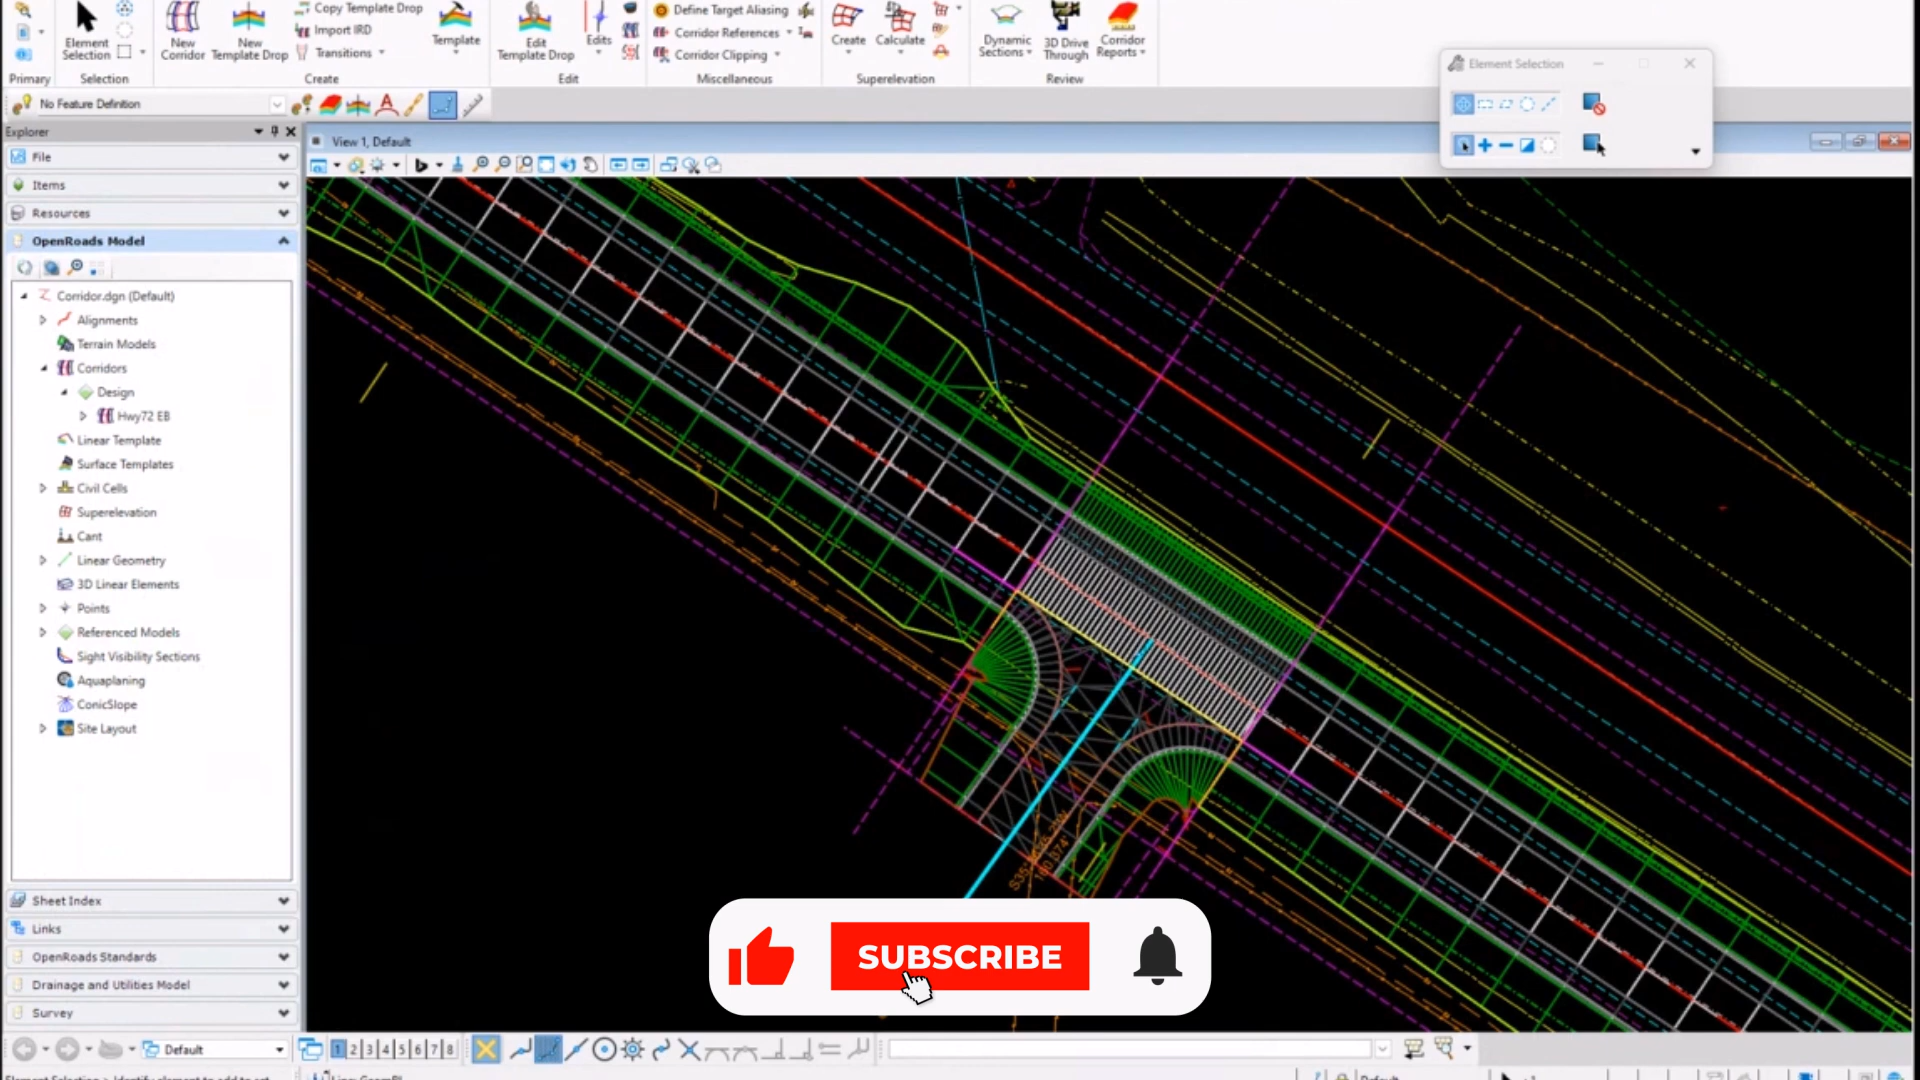 Copy Template Drop
Define Target Aliasing
Import IRD
Corridor References
Transitions
Corridor Clipping
Element
Selection
New
Corridor
New
Template Drop
Template
Edit
Template Drop
Edits
Create
Calculate
Dynamic
Sections
3D Drive
Through
Corridor
Reports
Primary
Selection
Create
Edit
Miscellaneous
Superelevation
Review
Element Selection
No Feature Definition
Explorer
View 1, Default
File
Items
Resources
OpenRoads Model
Corridor.dgn (Default)
Alignments
Terrain Models
Corridors
Design
Hwy72 EB
Linear Template
Surface Templates
Civil Cells
Superelevation
Cant
Linear Geometry
3D Linear Elements
Points
Referenced Models
Sight Visibility Sections
Aquaplaning
ConicSlope
Site Layout
Sheet Index
Links
OpenRoads Standards
Drainage and Utilities Model
Survey
SUBSCRIBE
Default
1 2 3 4 5 6 7 8